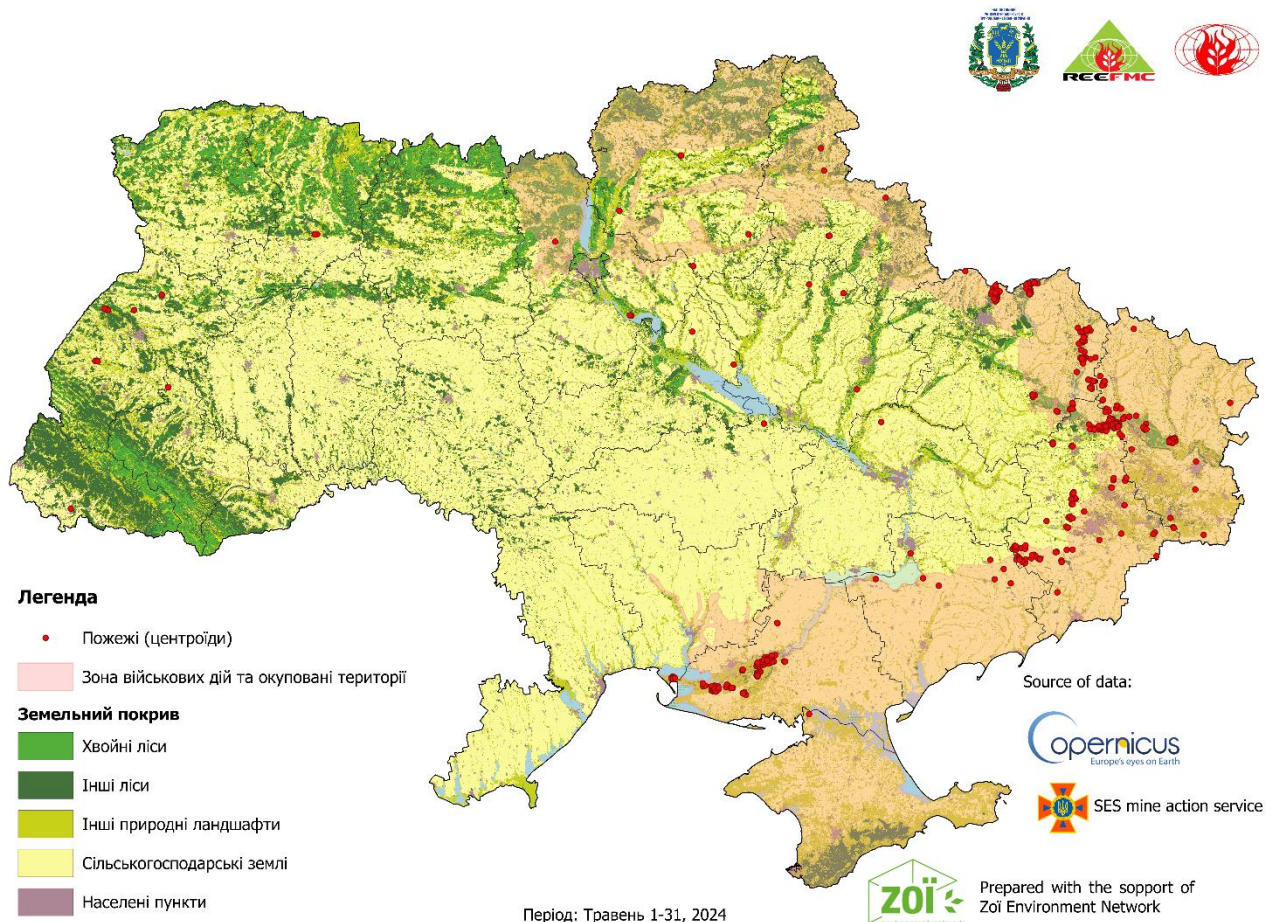 REEFMC
Легенда
Пожежі (центроїди)
Зона військових дій та окуповані території
Земельний покрив
Хвойні ліси
Інші ліси
Інші природні ландшафти
Сільськогосподарські землі
Населені пункти
Період: Травень 1-31, 2024
Source of data:
opernicus
Europe's eyes on Earth
SES mine action service
zoï
Prepared with the sopport of
Zoï Environment Network